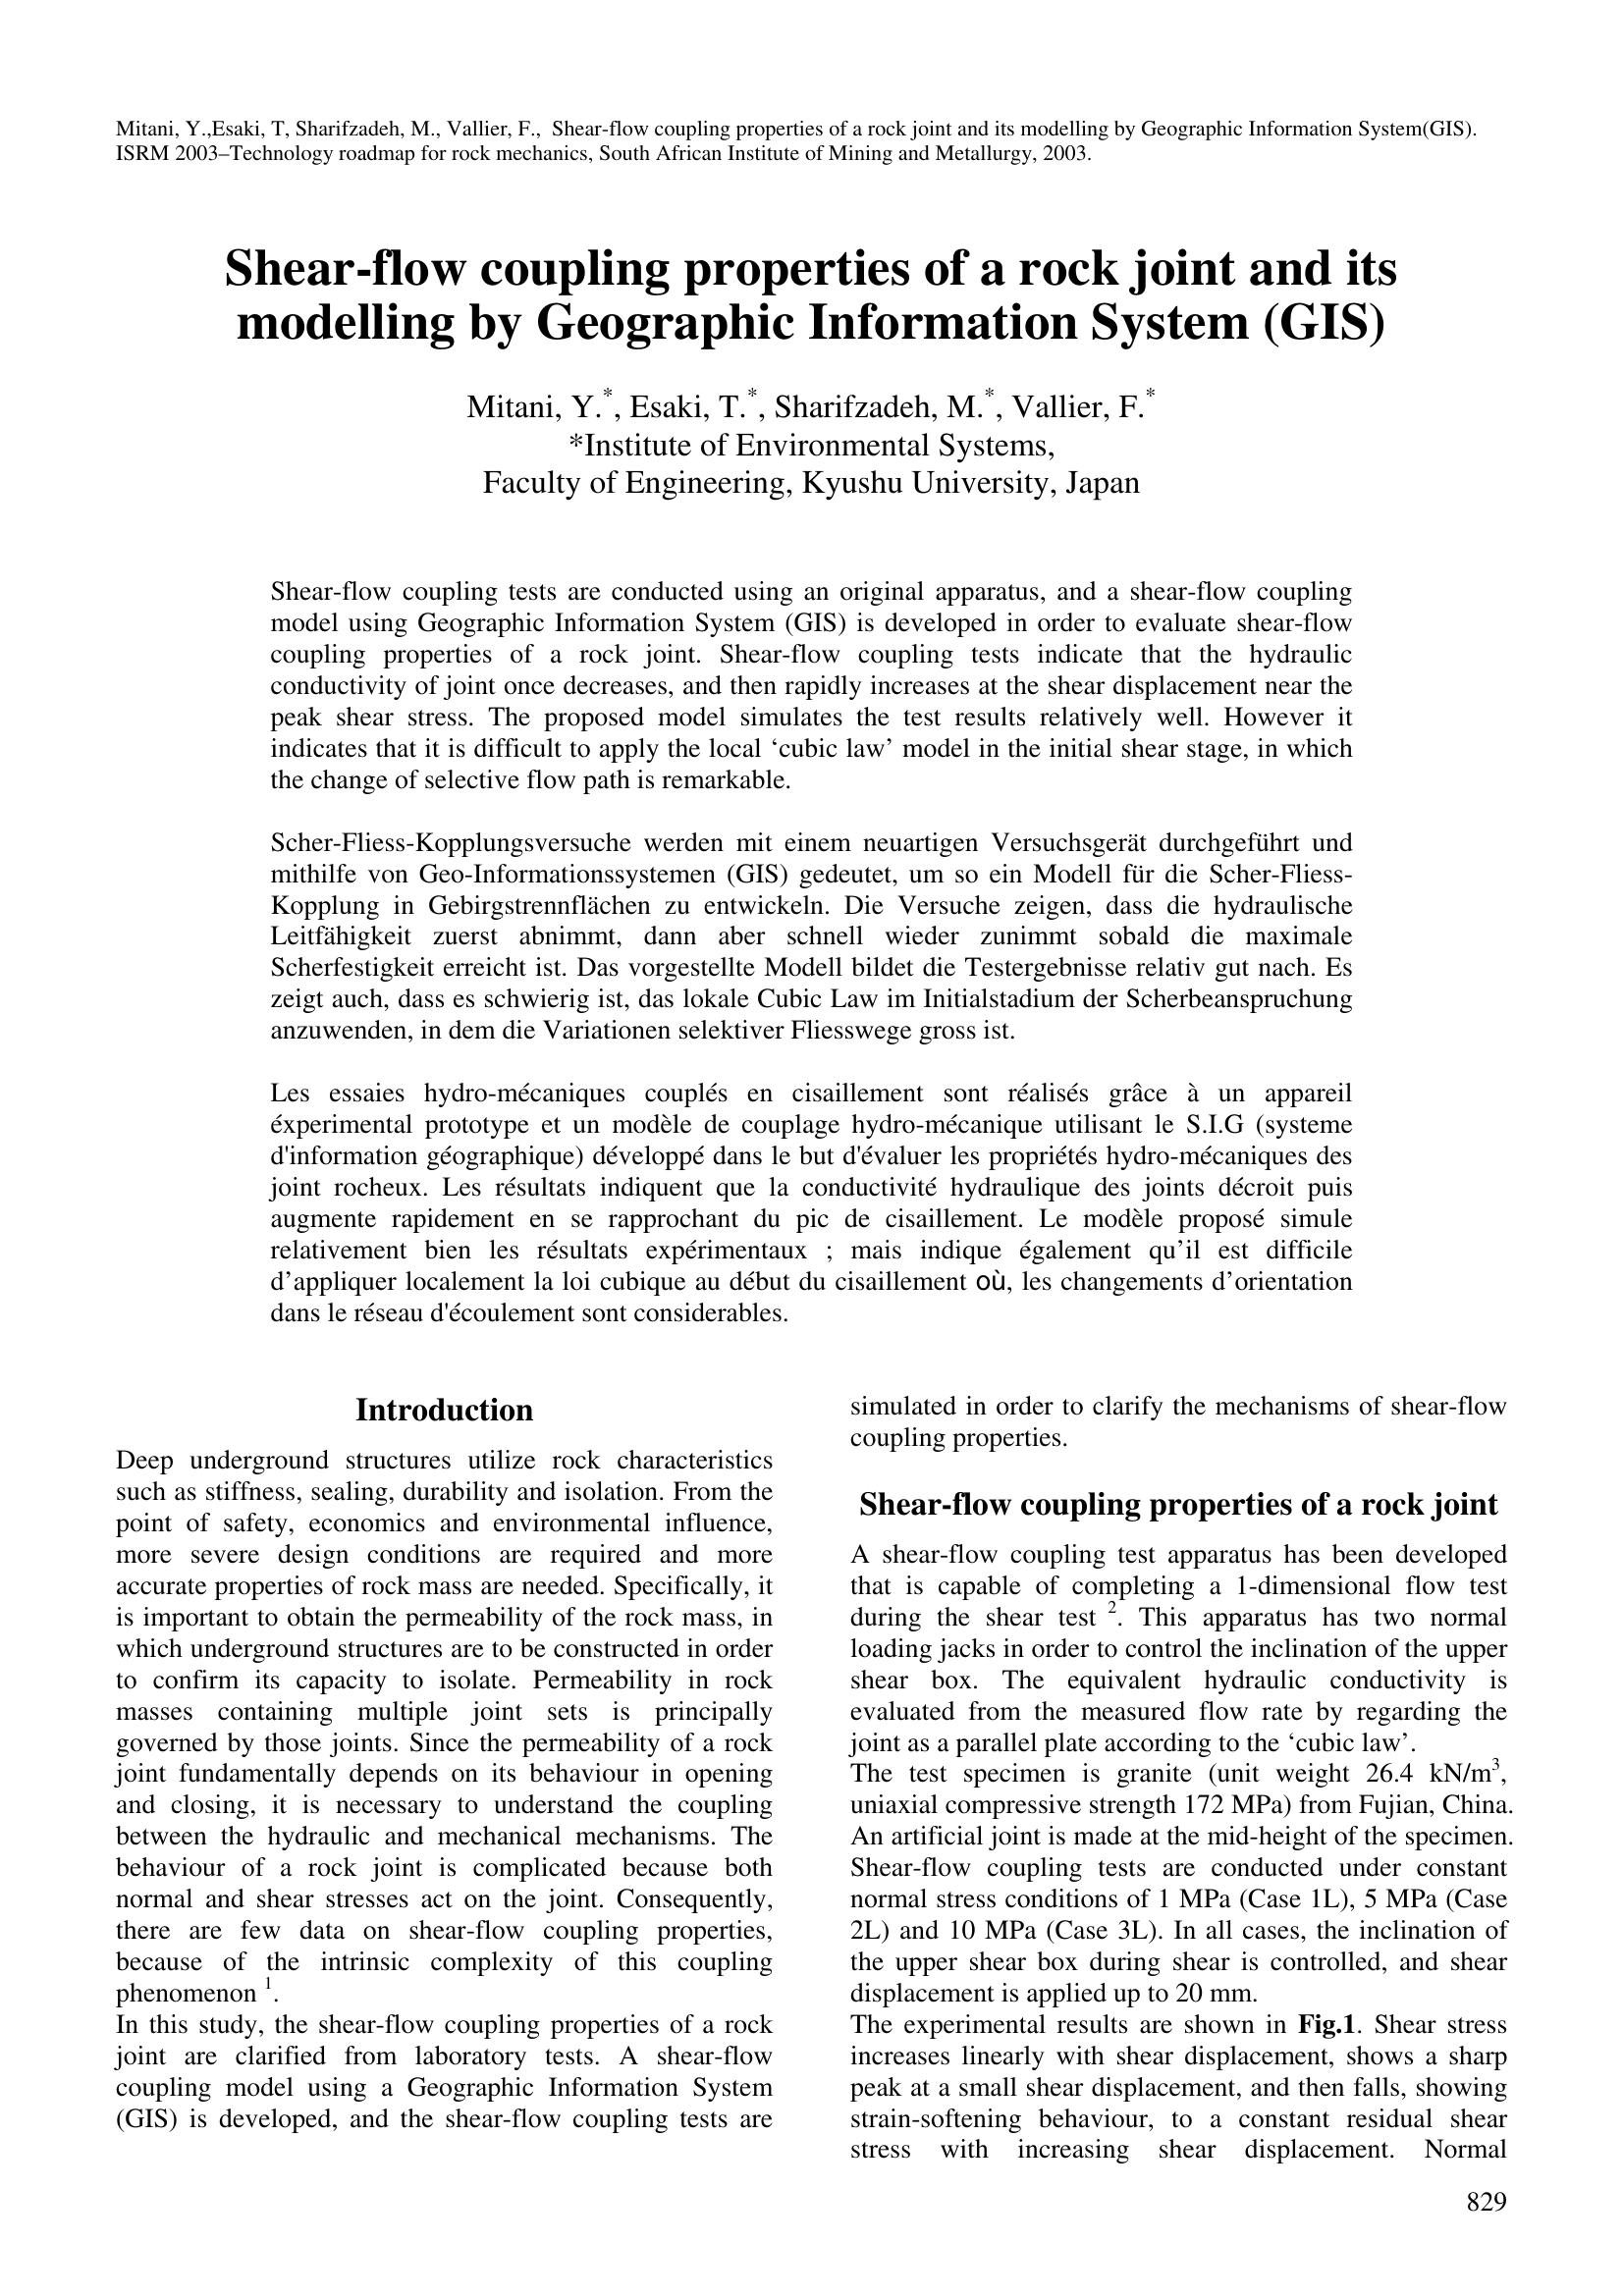 Mitani, Y.,Esaki, T, Sharifzadeh, M., Vallier, F.,  Shear-flow coupling properties of a rock joint and its modelling by Geographic Information System(GIS).
ISRM 2003–Technology roadmap for rock mechanics, South African Institute of Mining and Metallurgy, 2003.
Shear-flow coupling properties of a rock joint and its
modelling by Geographic Information System (GIS)
Mitani, Y.*, Esaki, T.*, Sharifzadeh, M.*, Vallier, F.*
*Institute of Environmental Systems,
Faculty of Engineering, Kyushu University, Japan
Shear-flow coupling tests are conducted using an original apparatus, and a shear-flow coupling
model using Geographic Information System (GIS) is developed in order to evaluate shear-flow
coupling properties of a rock joint. Shear-flow coupling tests indicate that the hydraulic
conductivity of joint once decreases, and then rapidly increases at the shear displacement near the
peak shear stress. The proposed model simulates the test results relatively well. However it
indicates that it is difficult to apply the local ‘cubic law’ model in the initial shear stage, in which
the change of selective flow path is remarkable.
Scher-Fliess-Kopplungsversuche werden mit einem neuartigen Versuchsgerät durchgeführt und
mithilfe von Geo-Informationssystemen (GIS) gedeutet, um so ein Modell für die Scher-Fliess-
Kopplung in Gebirgstrennflächen zu entwickeln. Die Versuche zeigen, dass die hydraulische
Leitfähigkeit zuerst abnimmt, dann aber schnell wieder zunimmt sobald die maximale
Scherfestigkeit erreicht ist. Das vorgestellte Modell bildet die Testergebnisse relativ gut nach. Es
zeigt auch, dass es schwierig ist, das lokale Cubic Law im Initialstadium der Scherbeanspruchung
anzuwenden, in dem die Variationen selektiver Fliesswege gross ist.
Les essaies hydro-mécaniques couplés en cisaillement sont réalisés grâce à un appareil
éxperimental prototype et un modèle de couplage hydro-mécanique utilisant le S.I.G (systeme
d'information géographique) développé dans le but d'évaluer les propriétés hydro-mécaniques des
joint rocheux. Les résultats indiquent que la conductivité hydraulique des joints décroit puis
augmente rapidement en se rapprochant du pic de cisaillement. Le modèle proposé simule
relativement bien les résultats expérimentaux ; mais indique également qu’il est difficile
d’appliquer localement la loi cubique au début du cisaillement où, les changements d’orientation
dans le réseau d'écoulement sont considerables.
Introduction
Deep underground structures utilize rock characteristics
such as stiffness, sealing, durability and isolation. From the
point of safety, economics and environmental influence,
more severe design conditions are required and more
accurate properties of rock mass are needed. Specifically, it
is important to obtain the permeability of the rock mass, in
which underground structures are to be constructed in order
to confirm its capacity to isolate. Permeability in rock
masses containing multiple joint sets is principally
governed by those joints. Since the permeability of a rock
joint fundamentally depends on its behaviour in opening
and closing, it is necessary to understand the coupling
between the hydraulic and mechanical mechanisms. The
behaviour of a rock joint is complicated because both
normal and shear stresses act on the joint. Consequently,
there are few data on shear-flow coupling properties,
because of the intrinsic complexity of this coupling
phenomenon 1.
In this study, the shear-flow coupling properties of a rock
joint are clarified from laboratory tests. A shear-flow
coupling model using a Geographic Information System
(GIS) is developed, and the shear-flow coupling tests are
simulated in order to clarify the mechanisms of shear-flow
coupling properties.
Shear-flow coupling properties of a rock joint
A shear-flow coupling test apparatus has been developed
that is capable of completing a 1-dimensional flow test
during the shear test 2. This apparatus has two normal
loading jacks in order to control the inclination of the upper
shear box. The equivalent hydraulic conductivity is
evaluated from the measured flow rate by regarding the
joint as a parallel plate according to the ‘cubic law’.
The test specimen is granite (unit weight 26.4 kN/m3,
uniaxial compressive strength 172 MPa) from Fujian, China.
An artificial joint is made at the mid-height of the specimen.
Shear-flow coupling tests are conducted under constant
normal stress conditions of 1 MPa (Case 1L), 5 MPa (Case
2L) and 10 MPa (Case 3L). In all cases, the inclination of
the upper shear box during shear is controlled, and shear
displacement is applied up to 20 mm.
The experimental results are shown in Fig.1. Shear stress
increases linearly with shear displacement, shows a sharp
peak at a small shear displacement, and then falls, showing
strain-softening behaviour, to a constant residual shear
stress with increasing shear displacement. Normal
829